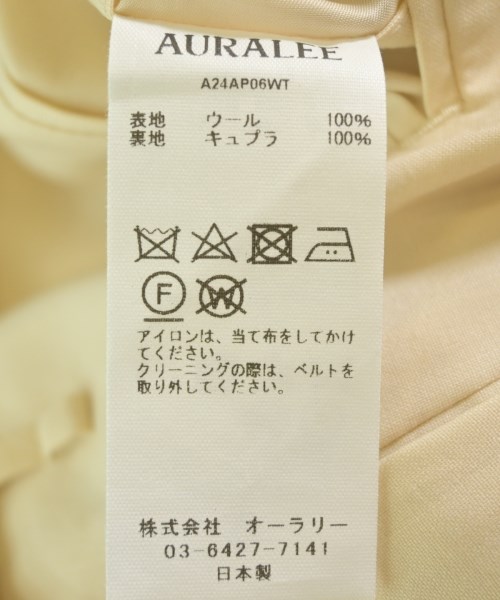 AURALEE
A24AP06WT
表地 ウール 100%
裏地 キュプラ 100%
F W
アイロンは、当て布をしてかけ
てください。
クリーニングの際は、ベルトを
取り外してください。
株式会社 オーラリー
03-6427-7141
日本製